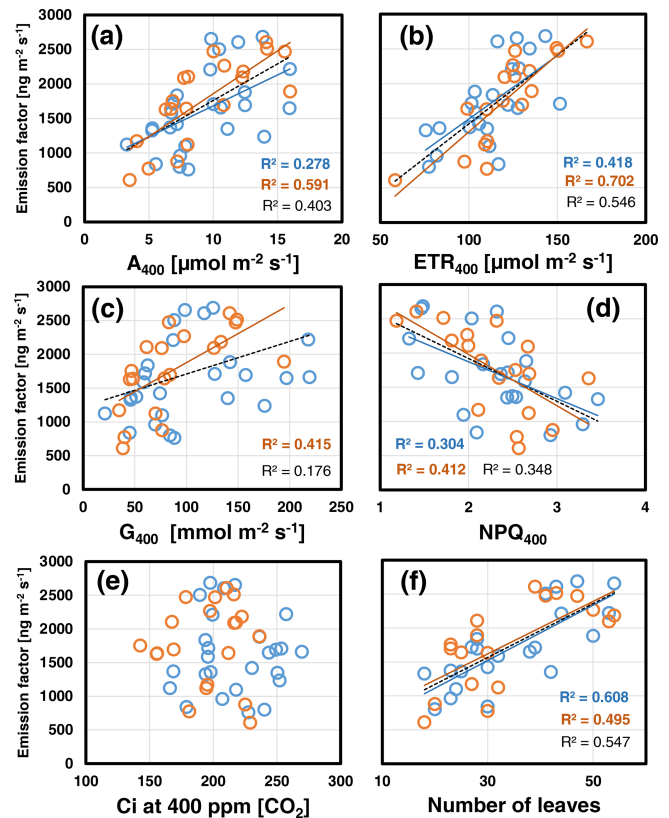 (a)
Emission factor [ng m⁻² s⁻¹]
3000
2500
2000
1500
1000
500
0
R² = 0.278
R² = 0.591
R² = 0.403
0 5 10 15 20
A₄₀₀ [µmol m⁻² s⁻¹]
(b)
R² = 0.418
R² = 0.702
R² = 0.546
50 100 150 200
ETR₄₀₀ [µmol m⁻² s⁻¹]
(c)
Emission factor [ng m⁻² s⁻¹]
3000
2500
2000
1500
1000
500
0
R² = 0.415
R² = 0.176
0 50 100 150 200 250
G₄₀₀ [mmol m⁻² s⁻¹]
(d)
R² = 0.304
R² = 0.412 R² = 0.348
1 2 3 4
NPQ₄₀₀
(e)
Emission factor [ng m⁻² s⁻¹]
3000
2500
2000
1500
1000
500
0
100 150 200 250 300
Ci at 400 ppm [CO₂]
(f)
R² = 0.608
R² = 0.495
R² = 0.547
10 30 50
Number of leaves